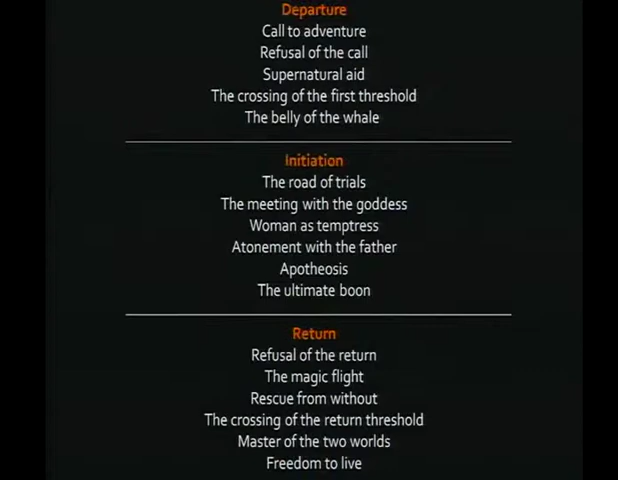 Departure
Call to adventure
Refusal of the call
Supernatural aid
The crossing of the first threshold
The belly of the whale
Initiation
The road of trials
The meeting with the goddess
Woman as temptress
Atonement with the father
Apotheosis
The ultimate boon
Return
Refusal of the return
The magic flight
Rescue from without
The crossing of the return threshold
Master of the two worlds
Freedom to live